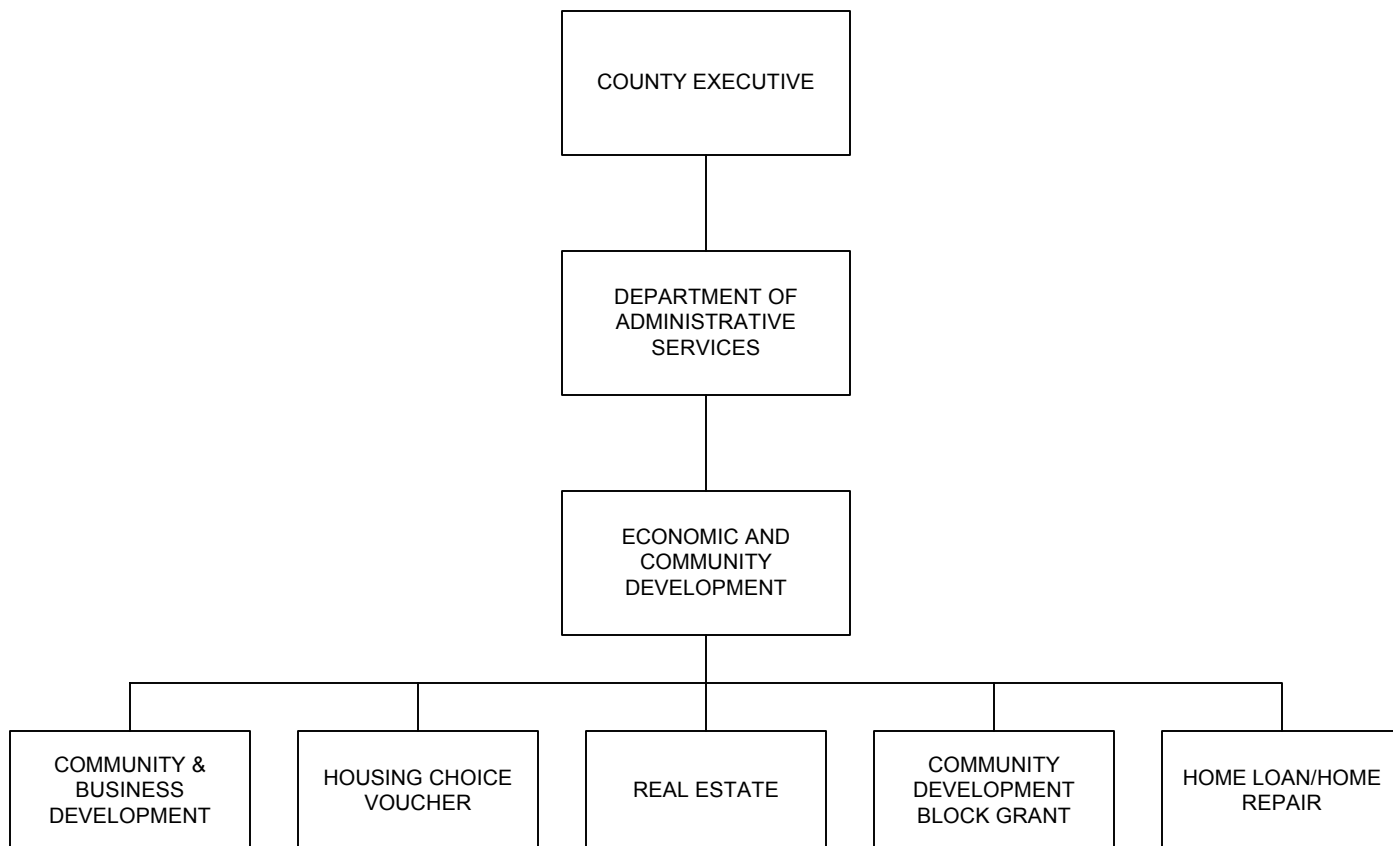 COUNTY EXECUTIVE
DEPARTMENT OF
ADMINISTRATIVE
SERVICES
ECONOMIC AND
COMMUNITY
DEVELOPMENT
COMMUNITY &
BUSINESS
DEVELOPMENT
HOUSING CHOICE
VOUCHER
REAL ESTATE
COMMUNITY
DEVELOPMENT
BLOCK GRANT
HOME LOAN/HOME
REPAIR